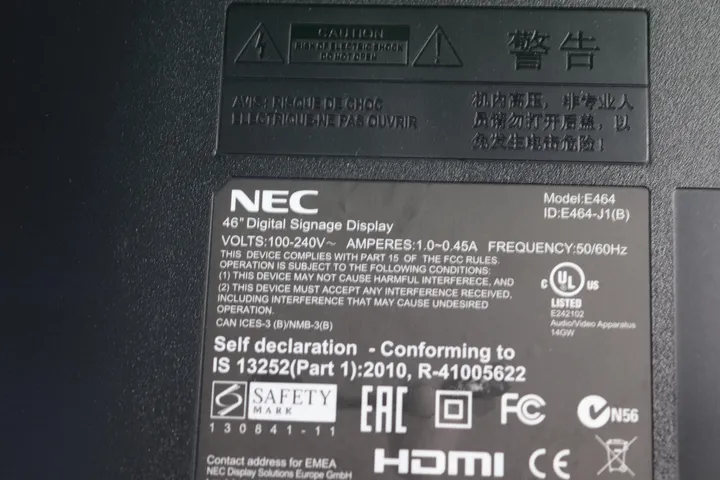 CAUTION
RISK OF ELECTRIC SHOCK
DO NOT OPEN
警告
AVIS: RISQUE DE CHOC
ELECTRIQUE-NE PAS OUVRIR
机内高压，非专业人
员请勿打开后盖，以
免发生电击危险！
NEC
Model:E464
46" Digital Signage Display
ID:E464-J1(B)
VOLTS:100-240V~ AMPERES:1.0~0.45A FREQUENCY:50/60Hz
THIS DEVICE COMPLIES WITH PART 15 OF THE FCC RULES.
OPERATION IS SUBJECT TO THE FOLLOWING CONDITIONS:
(1) THIS DEVICE MAY NOT CAUSE HARMFUL INTERFERECE, AND
(2) THIS DEVICE MUST ACCEPT ANY INTERFERENCE RECEIVED,
INCLUDING INTERFERENCE THAT MAY CAUSE UNDESIRED
OPERATION.
CAN ICES-3 (B)/NMB-3(B)
C UL US
LISTED
E242102
Audio/Video Apparatus
14GW
Self declaration - Conforming to
IS 13252(Part 1):2010, R-41005622
S SAFETY
MARK
130841-11
EAC
FC
N56
Contact address for EMEA
NEC Display Solutions Europe GmbH
HDMI
CE